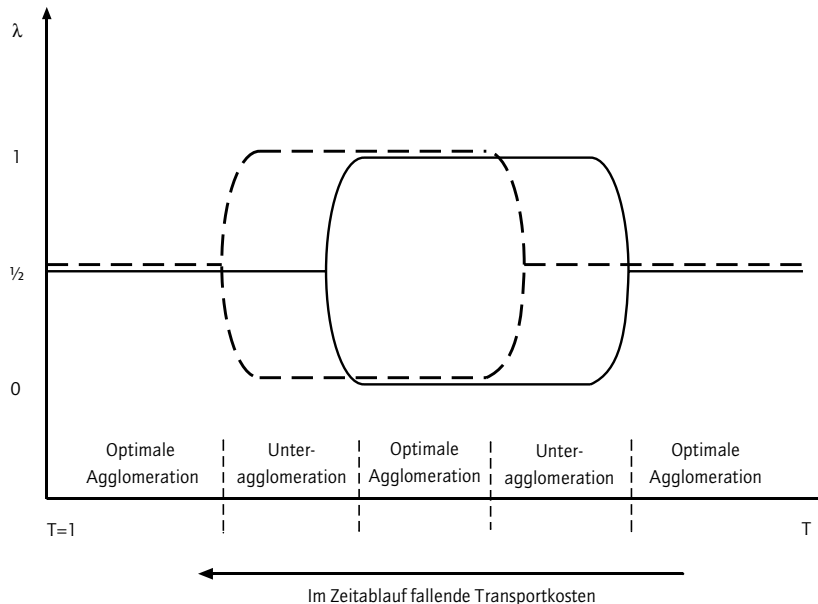 λ
1
½
0
Optimale
Agglomeration
Unter-
agglomeration
Optimale
Agglomeration
Unter-
agglomeration
Optimale
Agglomeration
T=1
T
Im Zeitablauf fallende Transportkosten